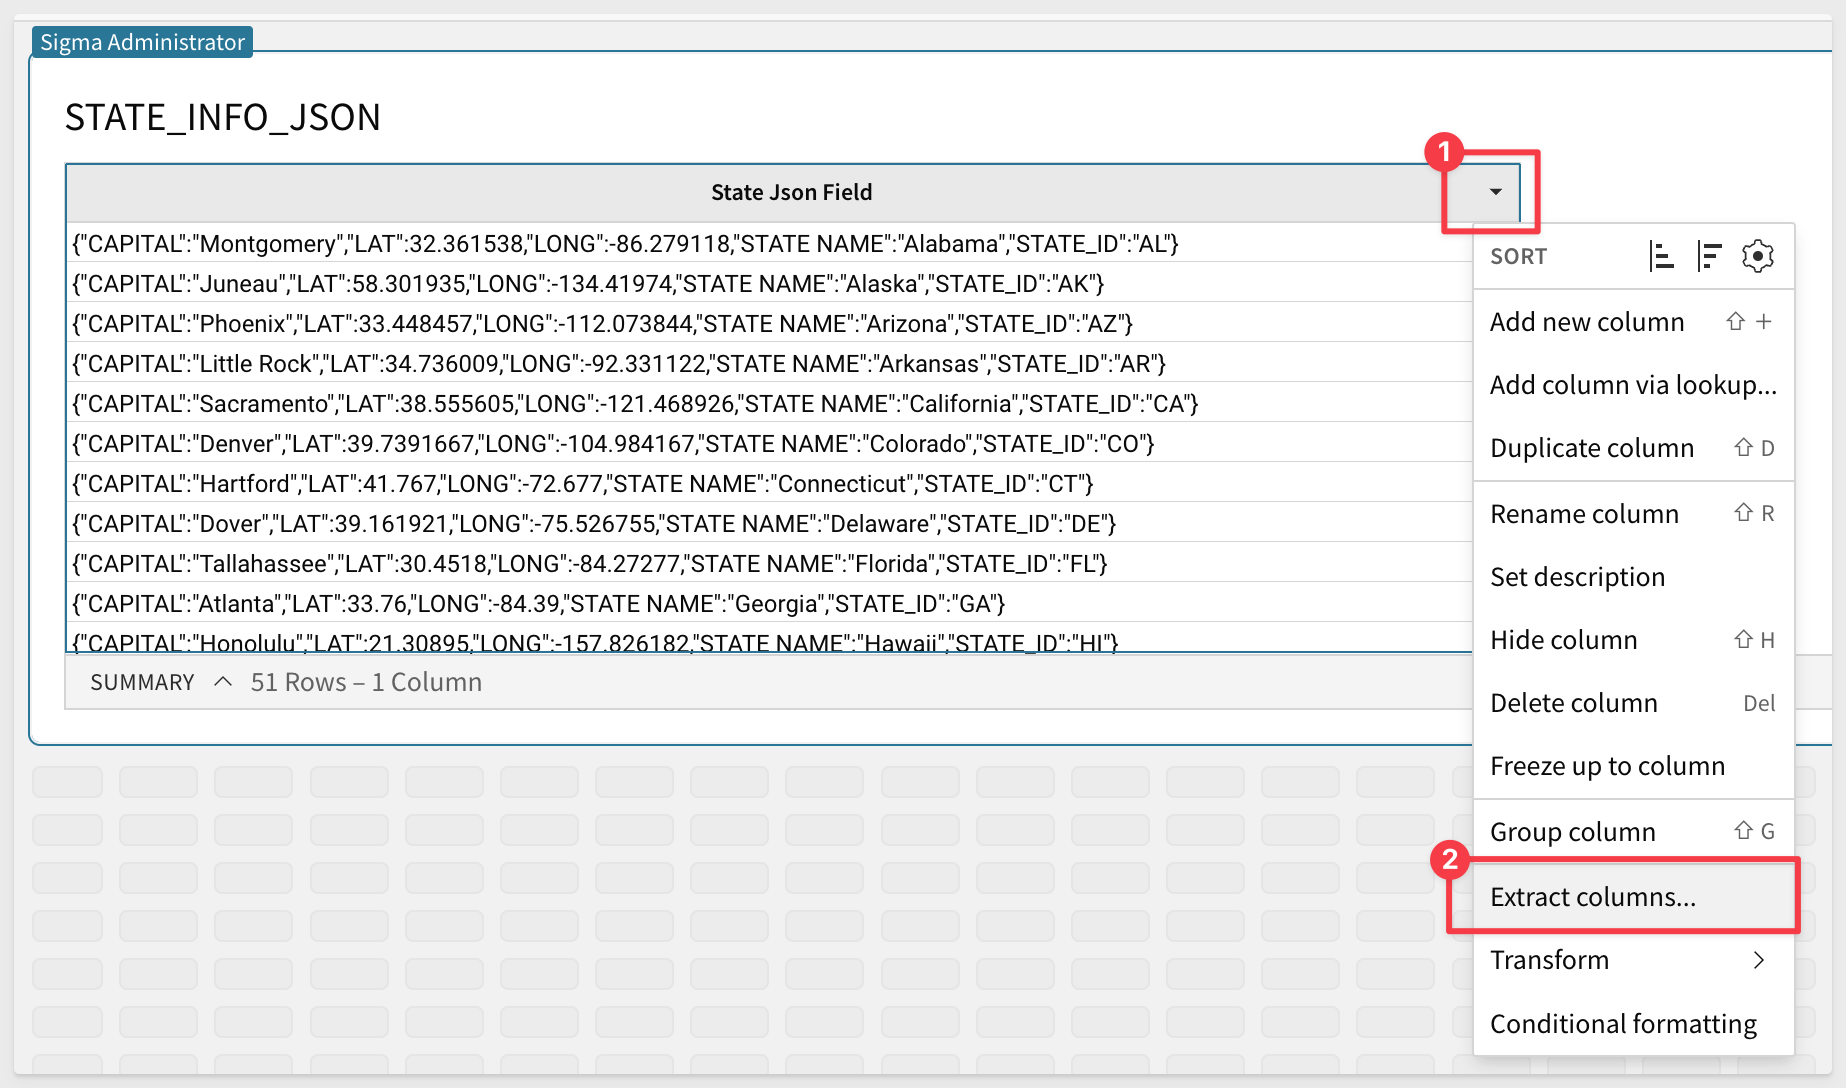 Sigma Administrator
STATE_INFO_JSON
1
State Json Field
{"CAPITAL":"Montgomery","LAT":32.361538,"LONG":-86.279118,"STATE NAME":"Alabama","STATE_ID":"AL"}
{"CAPITAL":"Juneau","LAT":58.301935,"LONG":-134.41974,"STATE NAME":"Alaska","STATE_ID":"AK"}
{"CAPITAL":"Phoenix","LAT":33.448457,"LONG":-112.073844,"STATE NAME":"Arizona","STATE_ID":"AZ"}
{"CAPITAL":"Little Rock","LAT":34.736009,"LONG":-92.331122,"STATE NAME":"Arkansas","STATE_ID":"AR"}
{"CAPITAL":"Sacramento","LAT":38.555605,"LONG":-121.468926,"STATE NAME":"California","STATE_ID":"CA"}
{"CAPITAL":"Denver","LAT":39.7391667,"LONG":-104.984167,"STATE NAME":"Colorado","STATE_ID":"CO"}
{"CAPITAL":"Hartford","LAT":41.767,"LONG":-72.677,"STATE NAME":"Connecticut","STATE_ID":"CT"}
{"CAPITAL":"Dover","LAT":39.161921,"LONG":-75.526755,"STATE NAME":"Delaware","STATE_ID":"DE"}
{"CAPITAL":"Tallahassee","LAT":30.4518,"LONG":-84.27277,"STATE NAME":"Florida","STATE_ID":"FL"}
{"CAPITAL":"Atlanta","LAT":33.76,"LONG":-84.39,"STATE NAME":"Georgia","STATE_ID":"GA"}
{"CAPITAL":"Honolulu","LAT":21.30895,"LONG":-157.826182,"STATE NAME":"Hawaii","STATE_ID":"HI"}
SUMMARY 51 Rows – 1 Column
SORT
Add new column ⇧ +
Add column via lookup...
Duplicate column ⇧ D
Rename column ⇧ R
Set description
Hide column ⇧ H
Delete column Del
Freeze up to column
Group column ⇧ G
2
Extract columns...
Transform
Conditional formatting